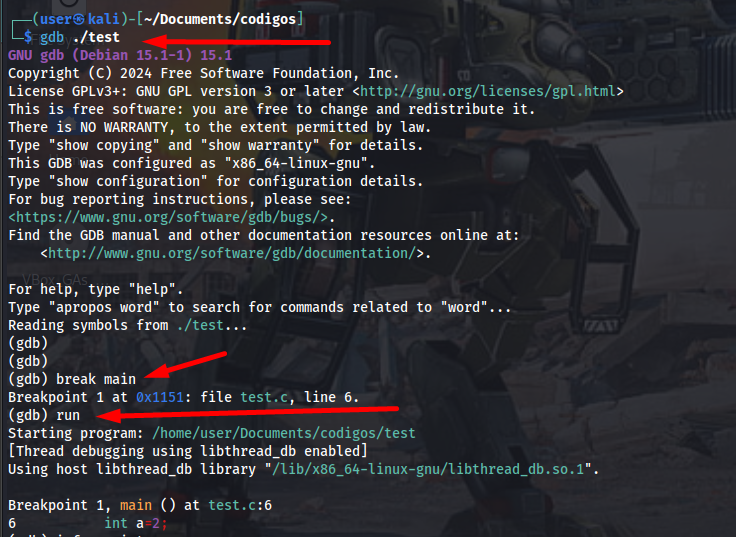 ┌──(user㉿kali)-[~/Documents/codigos]
└─$ gdb ./test
GNU gdb (Debian 15.1-1) 15.1
Copyright (C) 2024 Free Software Foundation, Inc.
License GPLv3+: GNU GPL version 3 or later <http://gnu.org/licenses/gpl.html>
This is free software: you are free to change and redistribute it.
There is NO WARRANTY, to the extent permitted by law.
Type "show copying" and "show warranty" for details.
This GDB was configured as "x86_64-linux-gnu".
Type "show configuration" for configuration details.
For bug reporting instructions, please see:
<https://www.gnu.org/software/gdb/bugs/>.
Find the GDB manual and other documentation resources online at:
    <http://www.gnu.org/software/gdb/documentation/>.
VBox_GAs
For help, type "help".
Type "apropos word" to search for commands related to "word"...
Reading symbols from ./test...
(gdb)
(gdb)
(gdb) break main
Breakpoint 1 at 0x1151: file test.c, line 6.
(gdb) run
Starting program: /home/user/Documents/codigos/test
[Thread debugging using libthread_db enabled]
Using host libthread_db library "/lib/x86_64-linux-gnu/libthread_db.so.1".
Breakpoint 1, main () at test.c:6
6           int a=2;